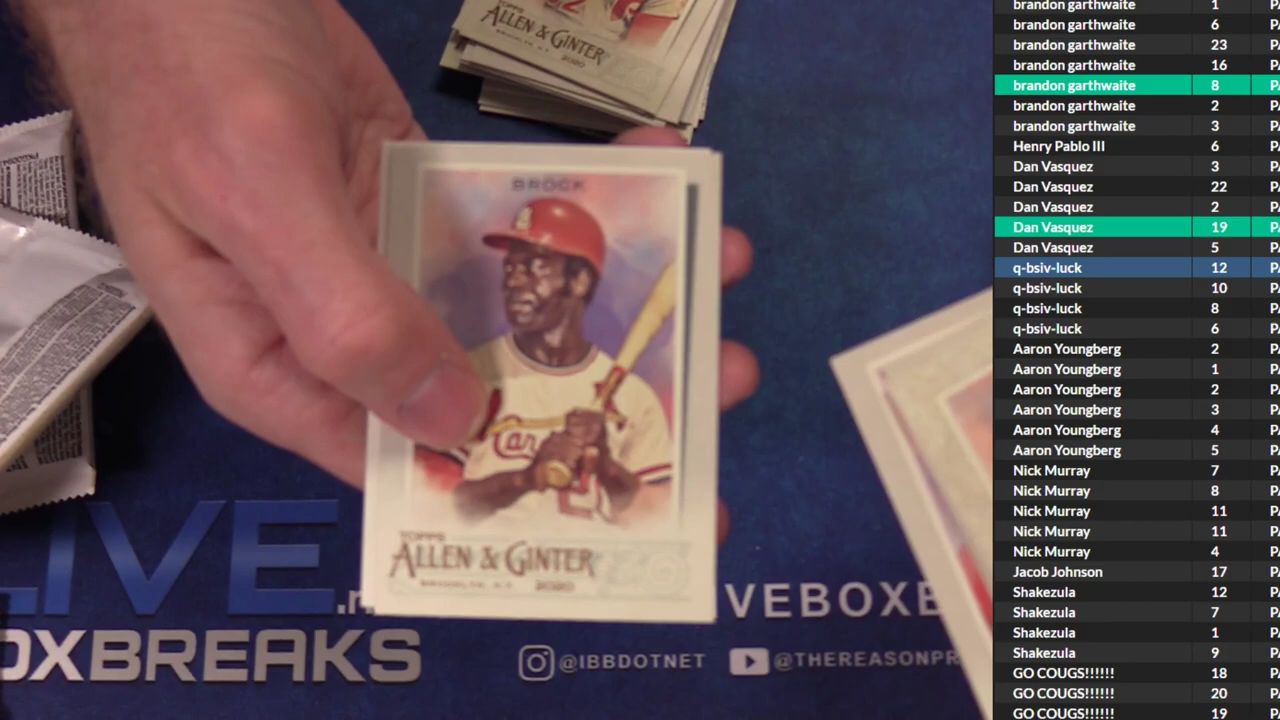 TOPPS
ALLEN & GINTER
BROOKLYN, N.Y. 2020
BROCK
Car
TOPPS
ALLEN & GINTER
BROOKLYN, N.Y. 2020
LIVE
OXBREAKS
VEBOXB
@IBBDOTNET
@THEREASONPR
brandon garthwaite 1 P
brandon garthwaite 6 P
brandon garthwaite 23 P
brandon garthwaite 16 P
brandon garthwaite 8 P
brandon garthwaite 2 P
brandon garthwaite 3 P
Henry Pablo III 6 P
Dan Vasquez 3 P
Dan Vasquez 22 P
Dan Vasquez 2 P
Dan Vasquez 19 P
Dan Vasquez 5 P
q-bsiv-luck 12 P
q-bsiv-luck 10 P
q-bsiv-luck 8 P
q-bsiv-luck 6 P
Aaron Youngberg 2 P
Aaron Youngberg 1 P
Aaron Youngberg 2 P
Aaron Youngberg 3 P
Aaron Youngberg 4 P
Aaron Youngberg 5 P
Nick Murray 7 P
Nick Murray 8 P
Nick Murray 11 P
Nick Murray 11 P
Nick Murray 4 P
Jacob Johnson 17 P
Shakezula 12 P
Shakezula 7 P
Shakezula 1 P
Shakezula 9 P
GO COUGS!!!!!! 18 P
GO COUGS!!!!!! 20 P
GO COUGS!!!!!! 19 P